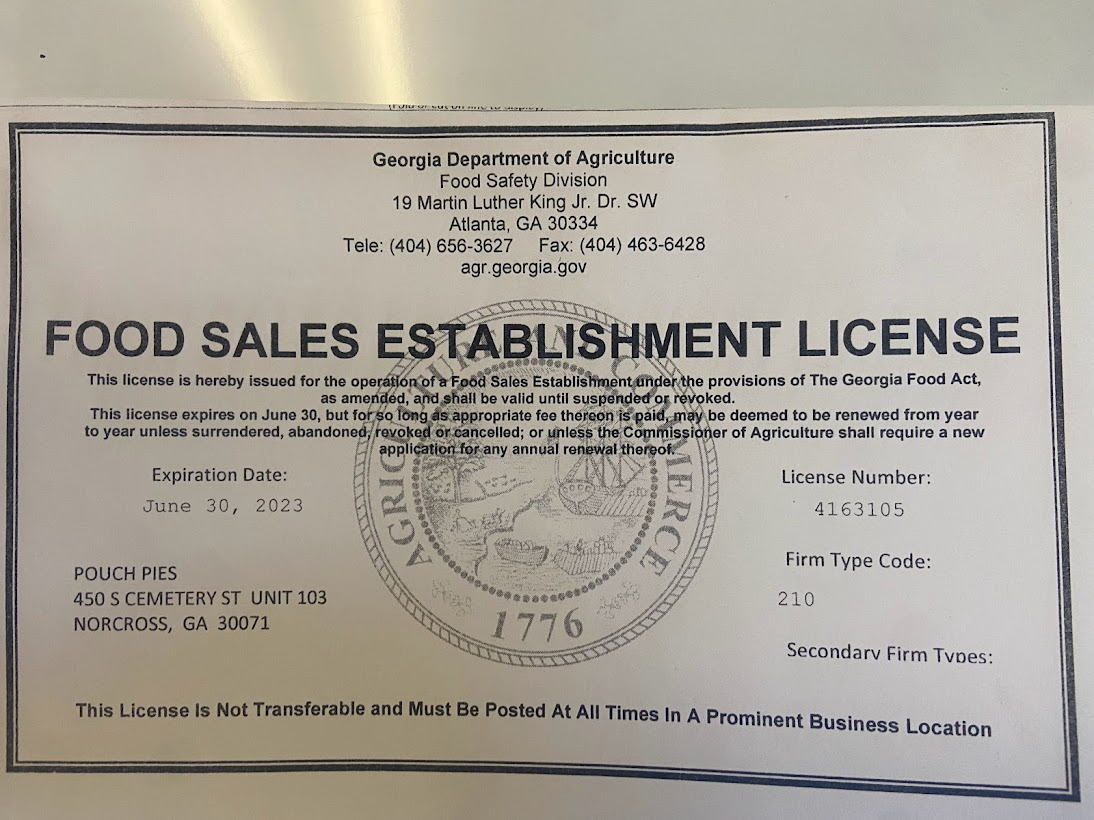 (Fold or cut on line to display)
Georgia Department of Agriculture
Food Safety Division
19 Martin Luther King Jr. Dr. SW
Atlanta, GA 30334
Tele: (404) 656-3627 Fax: (404) 463-6428
agr.georgia.gov
FOOD SALES ESTABLISHMENT LICENSE
This license is hereby issued for the operation of a Food Sales Establishment under the provisions of The Georgia Food Act,
as amended, and shall be valid until suspended or revoked.
This license expires on June 30, but for so long as appropriate fee thereon is paid, may be deemed to be renewed from year
to year unless surrendered, abandoned, revoked or cancelled; or unless the Commissioner of Agriculture shall require a new
application for any annual renewal thereof.
Expiration Date:
June 30, 2023
License Number:
4163105
Firm Type Code:
210
Secondary Firm Types:
POUCH PIES
450 S CEMETERY ST UNIT 103
NORCROSS, GA 30071
AGRICULTURE AND COMMERCE
1776
This License Is Not Transferable and Must Be Posted At All Times In A Prominent Business Location